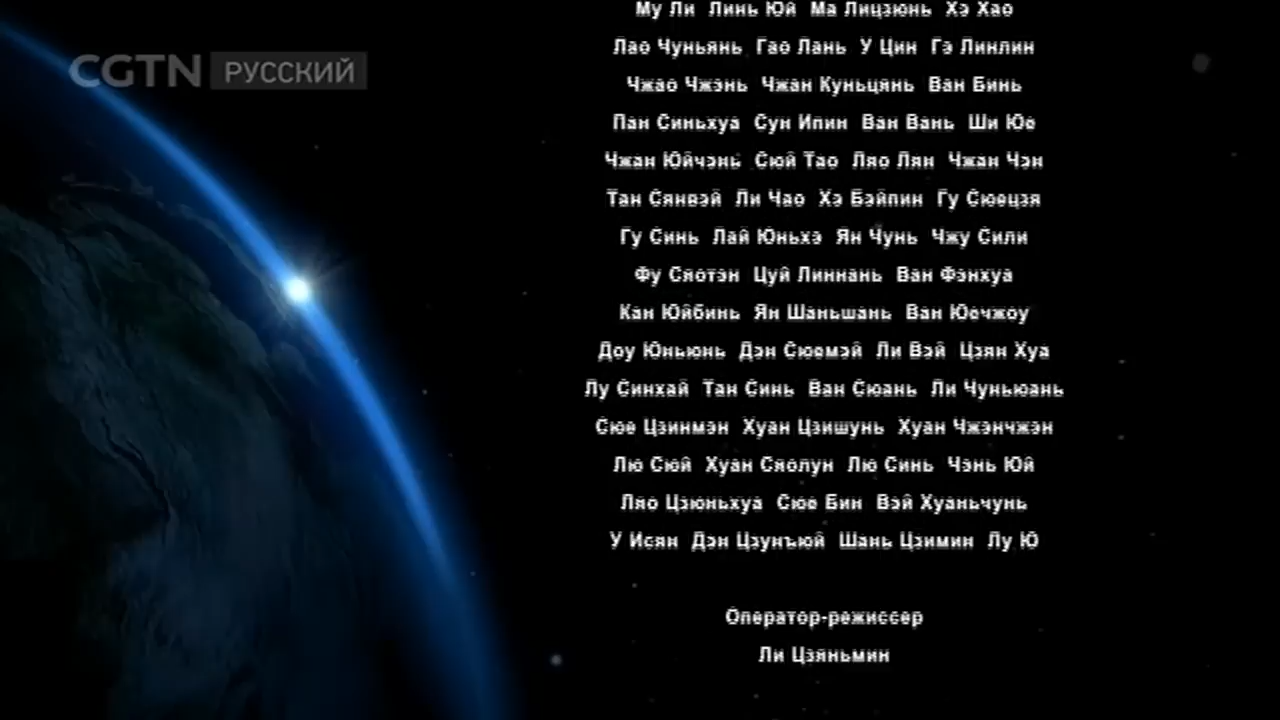 Му Ли Линь Юй Ма Лицзюнь Хэ Хао
Лао Чуньянь Гао Лань У Цин Гэ Линлин
CGTN РУССКИЙ
Чжао Чжэнь Чжан Куньцянь Ван Бинь
Пан Синьхуа Сун Ипин Ван Вань Ши Юе
Чжан Юйчэнь Сюй Тао Ляо Лян Чжан Чэн
Тан Сянвэй Ли Чао Хэ Бэйпин Гу Сюецзя
Гу Синь Лай Юньхэ Ян Чунь Чжу Сили
Фу Сяотэн Цуй Линнань Ван Фэнхуа
Кан Юйбинь Ян Шаньшань Ван Юечжоу
Доу Юньюнь Дэн Сюемэй Ли Вэй Цзян Хуа
Лу Синхай Тан Синь Ван Сюань Ли Чуньюань
Сюе Цзинмэн Хуан Цзишунь Хуан Чжэнчжэн
Лю Сюй Хуан Сяолун Лю Синь Чэнь Юй
Ляо Цзюньхуа Сюе Бин Вэй Хуаньчунь
У Исян Дэн Цзунъюй Шань Цзимин Лу Ю
Оператор-режиссер
Ли Цзяньмин